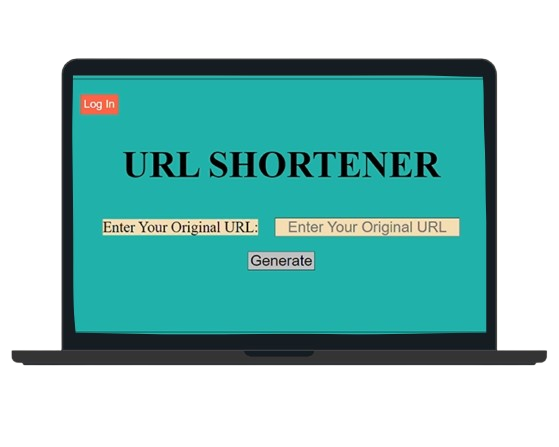 Log In
URL SHORTENER
Enter Your Original URL: Enter Your Original URL
Generate